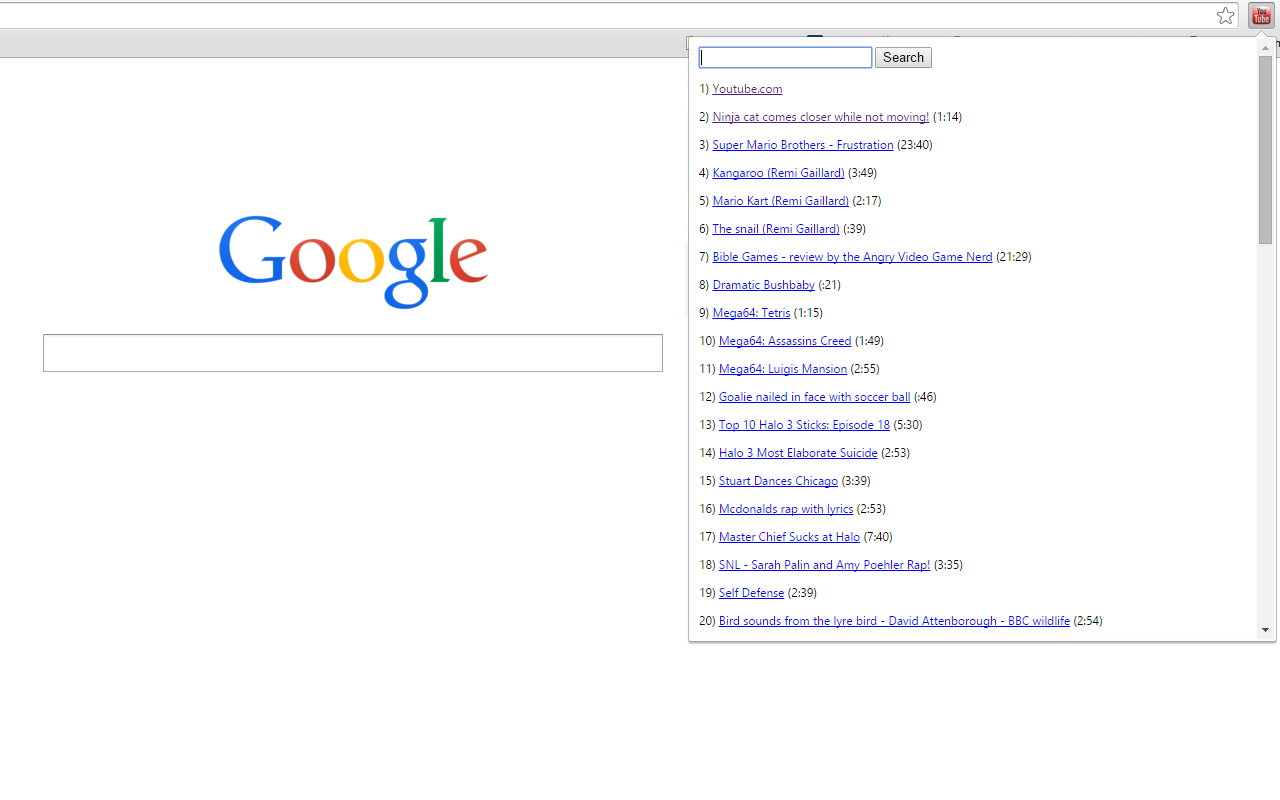 You
Tube
Search
1) Youtube.com
2) Ninja cat comes closer while not moving! (1:14)
3) Super Mario Brothers - Frustration (23:40)
4) Kangaroo (Remi Gaillard) (3:49)
5) Mario Kart (Remi Gaillard) (2:17)
6) The snail (Remi Gaillard) (:39)
7) Bible Games - review by the Angry Video Game Nerd (21:29)
8) Dramatic Bushbaby (:21)
9) Mega64: Tetris (1:15)
10) Mega64: Assassins Creed (1:49)
11) Mega64: Luigis Mansion (2:55)
12) Goalie nailed in face with soccer ball (:46)
13) Top 10 Halo 3 Sticks: Episode 18 (5:30)
14) Halo 3 Most Elaborate Suicide (2:53)
15) Stuart Dances Chicago (3:39)
16) Mcdonalds rap with lyrics (2:53)
17) Master Chief Sucks at Halo (7:40)
18) SNL - Sarah Palin and Amy Poehler Rap! (3:35)
19) Self Defense (2:39)
20) Bird sounds from the lyre bird - David Attenborough - BBC wildlife (2:54)
Google